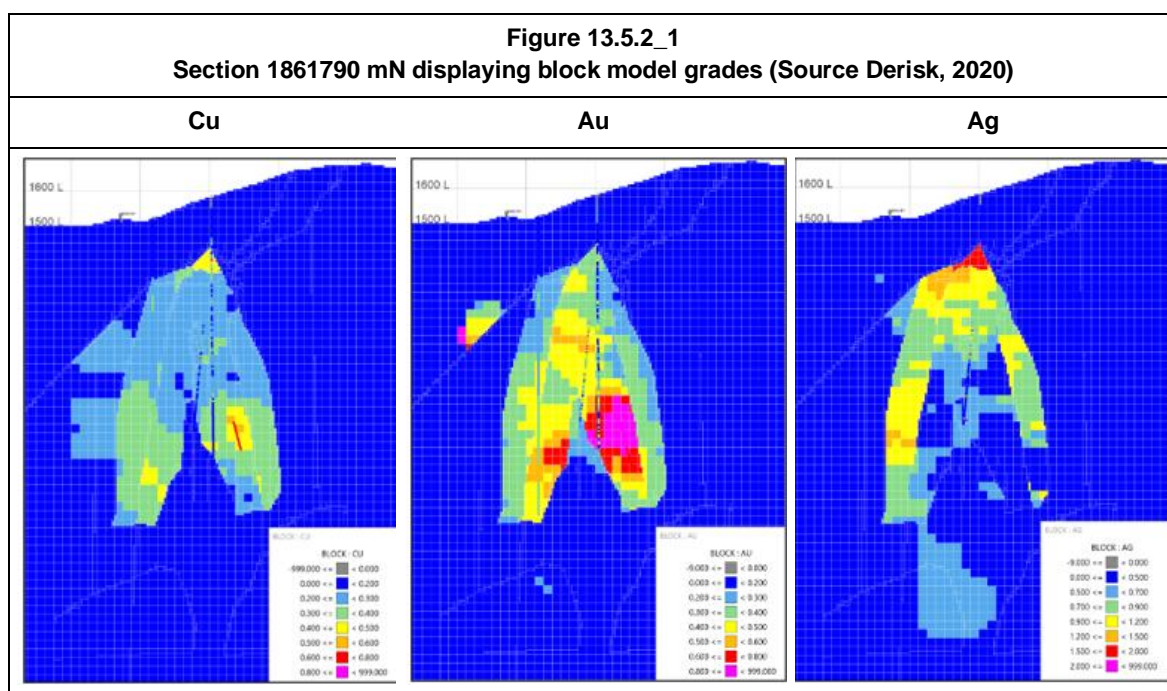 Figure 13.5.2_1
Section 1861790 mN displaying block model grades (Source Derisk, 2020)
Cu
Au
Ag
1600 L
1500 L
1600 L
1500 L
1600 L
1500 L
BLOCK : CU
BLOCK : CU
-999.000 <= < 0.000
0.000 <= < 0.200
0.200 <= < 0.300
0.300 <= < 0.400
0.400 <= < 0.500
0.500 <= < 0.600
0.600 <= < 0.800
0.800 <= < 999.000
BLOCK : AU
BLOCK : AU
-9.000 <= < 0.000
0.000 <= < 0.200
0.200 <= < 0.300
0.300 <= < 0.400
0.400 <= < 0.500
0.500 <= < 0.600
0.600 <= < 0.800
0.800 <= < 999.000
BLOCK : AG
BLOCK : AG
-9.000 <= < 0.000
0.000 <= < 0.500
0.500 <= < 0.700
0.700 <= < 0.900
0.900 <= < 1.200
1.200 <= < 1.500
1.500 <= < 2.000
2.000 <= < 999.000